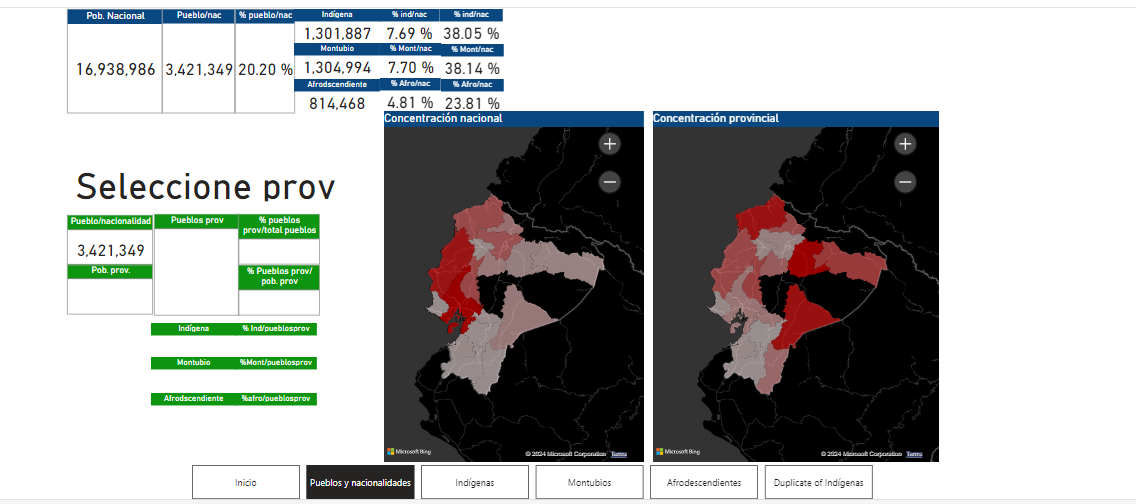 Pob. Nacional Pueblo/nac % pueblo/nac Indígena % ind/nac % ind/nac
1,301,887 7.69 % 38.05 %
Montubio % Mont/nac % Mont/nac
16,938,986 3,421,349 20.20 % 1,304,994 7.70 % 38.14 %
Afrodscendiente % Afro/nac % Afro/nac
814,468 4.81 % 23.81 %
Concentración nacional Concentración provincial
Seleccione prov
Pueblo/nacionalidad Pueblos prov % pueblos
prov/total pueblos
3,421,349
Pob. prov. % Pueblos prov/
pob. prov
Indígena % Ind/pueblosprov
Montubio %Mont/pueblosprov
Afrodscendiente %afro/pueblosprov
Microsoft Bing © 2024 Microsoft Corporation Terms
Microsoft Bing © 2024 Microsoft Corporation Terms
Inicio Pueblos y nacionalidades Indígenas Montubios Afrodescendientes Duplicate of Indígenas